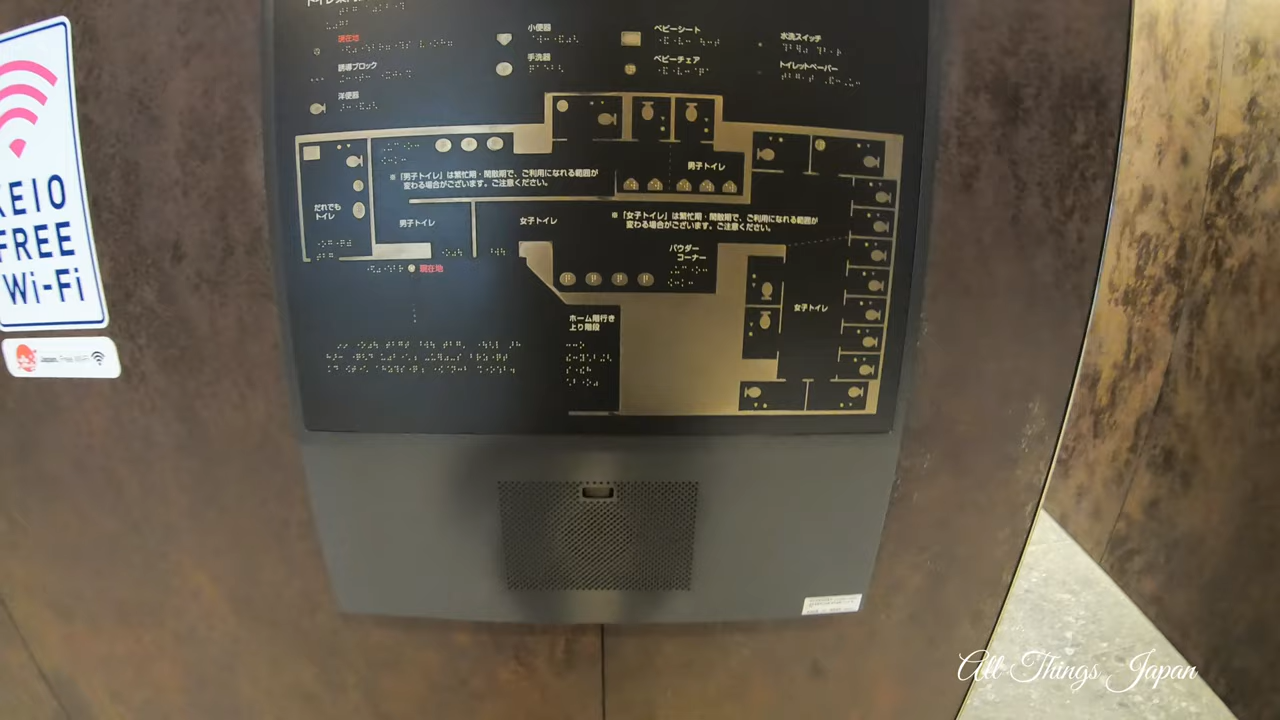 KEIO
FREE
Wi-Fi
Japan. Free Wi-Fi
現在地
誘導ブロック
洋便器
小便器
手洗器
ベビーシート
ベビーチェア
水洗スイッチ
トイレットペーパー
※「男子トイレ」は繁忙期・閑散期で、ご利用になれる範囲が
変わる場合がございます。ご注意ください。
男子トイレ
だれでも
トイレ
男子トイレ
女子トイレ
※「女子トイレ」は繁忙期・閑散期で、ご利用になれる範囲が
変わる場合がございます。ご注意ください。
パウダー
コーナー
現在地
女子トイレ
ホーム階行き
上り階段
All Things Japan